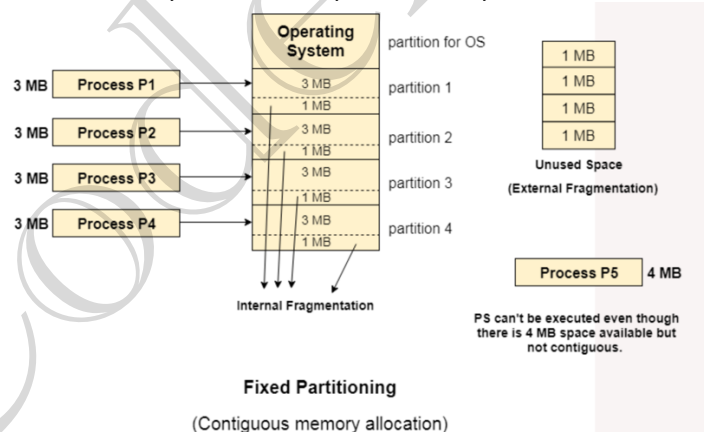 Operating
System
partition for OS
3 MB
Process P1
3 MB
partition 1
1 MB
3 MB
Process P2
3 MB
partition 2
1 MB
3 MB
Process P3
3 MB
partition 3
1 MB
3 MB
Process P4
3 MB
partition 4
1 MB
Internal Fragmentation
1 MB
1 MB
1 MB
1 MB
Unused Space
(External Fragmentation)
Process P5
4 MB
PS can't be executed even though
there is 4 MB space available but
not contiguous.
Fixed Partitioning
(Contiguous memory allocation)